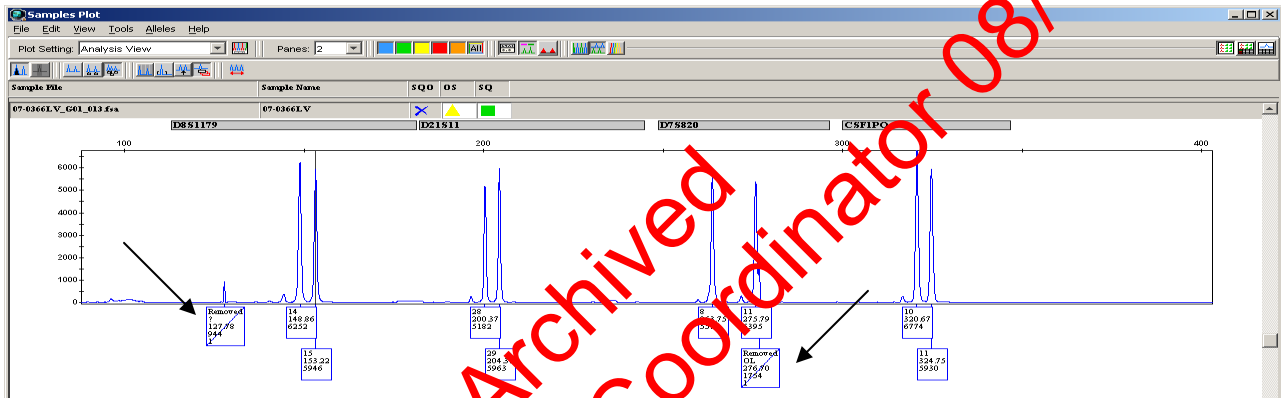 Samples Plot
File Edit View Tools Alleles Help
Plot Setting: Analysis View Panes: 2 All
Sample File Sample Name SQO OS SQ
07-0366LV_G01_013.fsa 07-0366LV
D8S1179 D21S11 D7S820 CSF1PO
100 200 300 400
6000
5000
4000
3000
2000
1000
0
Removed
?
127.78
944
1
14
148.86
6252
15
153.22
5946
28
200.37
5182
29
5963
8
11
275.79
5395
Removed
OL
276.70
1754
1
10
320.67
6774
11
324.75
5930
Archived
Coordinator 08/